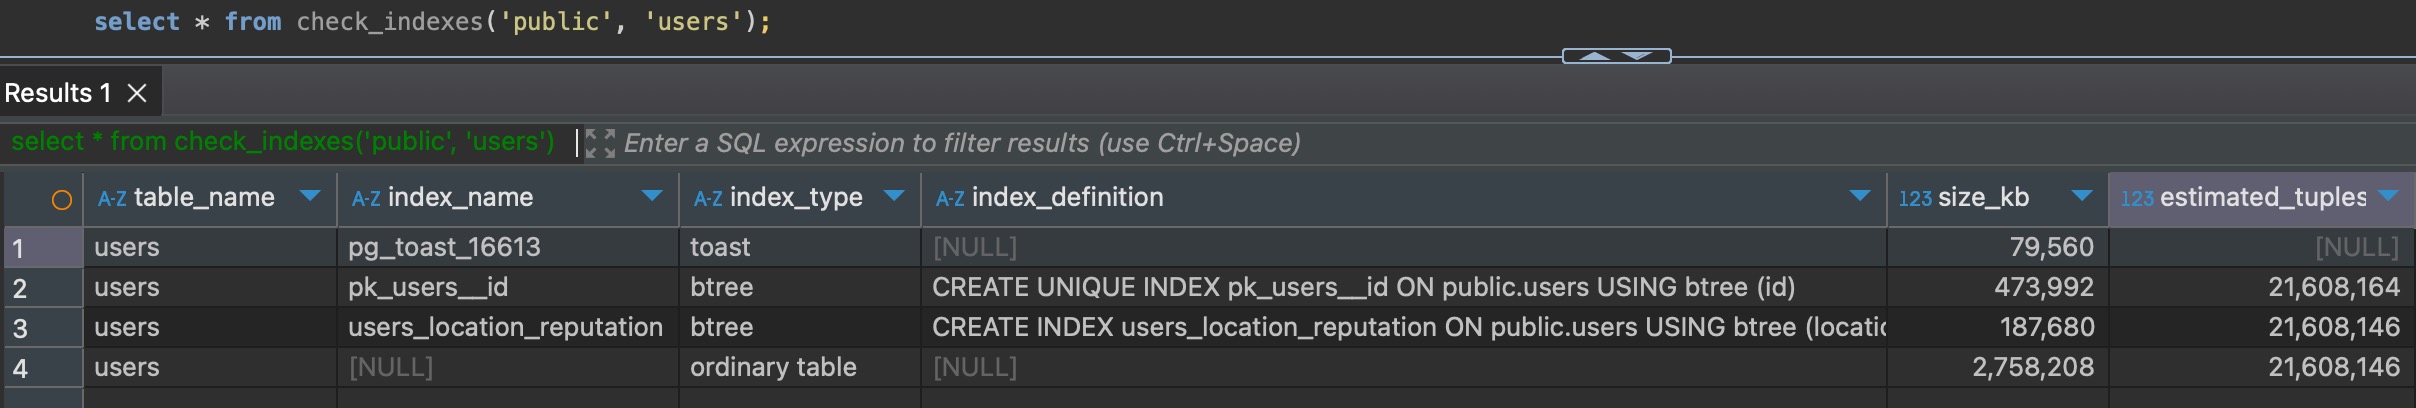 select * from check_indexes('public', 'users');
Results 1
select * from check_indexes('public', 'users') Enter a SQL expression to filter results (use Ctrl+Space)
A-Z table_name A-Z index_name A-Z index_type A-Z index_definition 123 size_kb 123 estimated_tuples
1 users pg_toast_16613 toast [NULL] 79,560 [NULL]
2 users pk_users__id btree CREATE UNIQUE INDEX pk_users__id ON public.users USING btree (id) 473,992 21,608,164
3 users users_location_reputation btree CREATE INDEX users_location_reputation ON public.users USING btree (locatic 187,680 21,608,146
4 users [NULL] ordinary table [NULL] 2,758,208 21,608,146